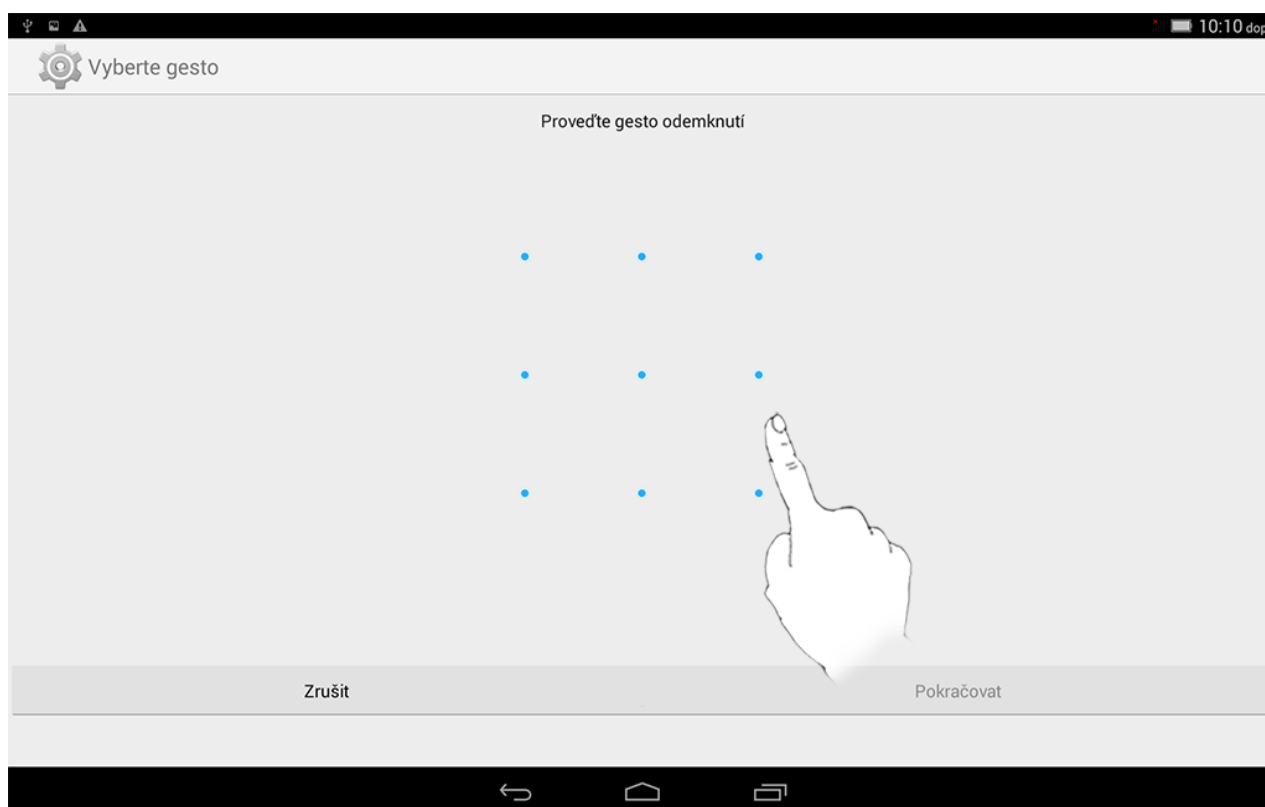 10:10 dop
Vyberte gesto
Proveďte gesto odemknutí
Zrušit
Pokračovat